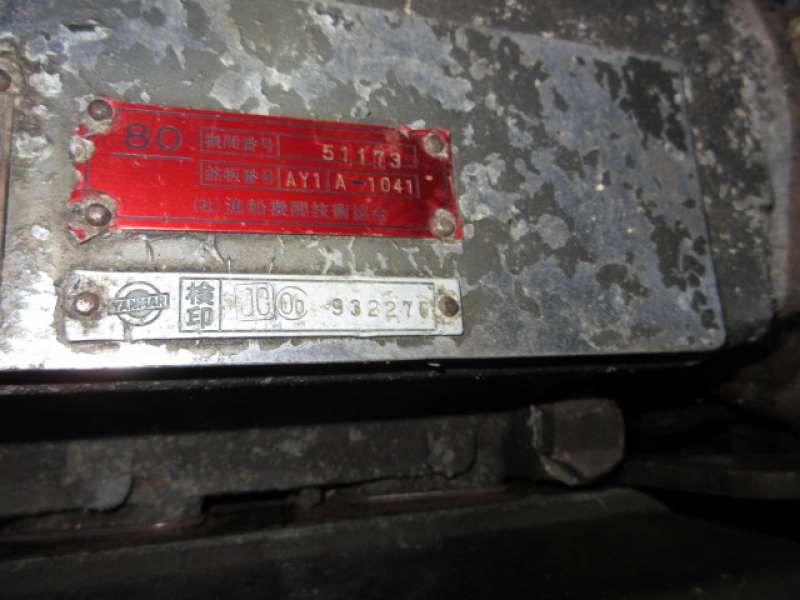 80
機関番号 51173
銘板番号 AY1 A-1041
(社)漁船機関技術協会
YANMAR 検印 93227